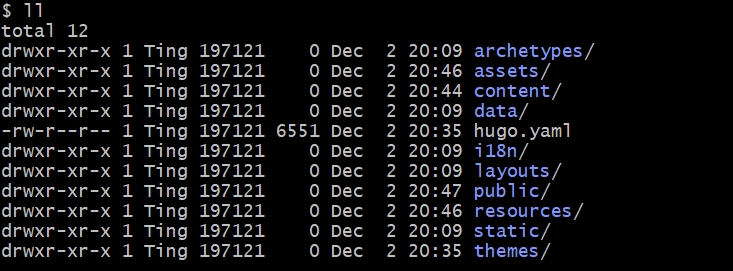 $ ll
total 12
drwxr-xr-x 1 Ting 197121    0 Dec  2 20:09 archetypes/
drwxr-xr-x 1 Ting 197121    0 Dec  2 20:46 assets/
drwxr-xr-x 1 Ting 197121    0 Dec  2 20:44 content/
drwxr-xr-x 1 Ting 197121    0 Dec  2 20:09 data/
-rw-r--r-- 1 Ting 197121 6551 Dec  2 20:35 hugo.yaml
drwxr-xr-x 1 Ting 197121    0 Dec  2 20:09 i18n/
drwxr-xr-x 1 Ting 197121    0 Dec  2 20:09 layouts/
drwxr-xr-x 1 Ting 197121    0 Dec  2 20:47 public/
drwxr-xr-x 1 Ting 197121    0 Dec  2 20:46 resources/
drwxr-xr-x 1 Ting 197121    0 Dec  2 20:09 static/
drwxr-xr-x 1 Ting 197121    0 Dec  2 20:35 themes/